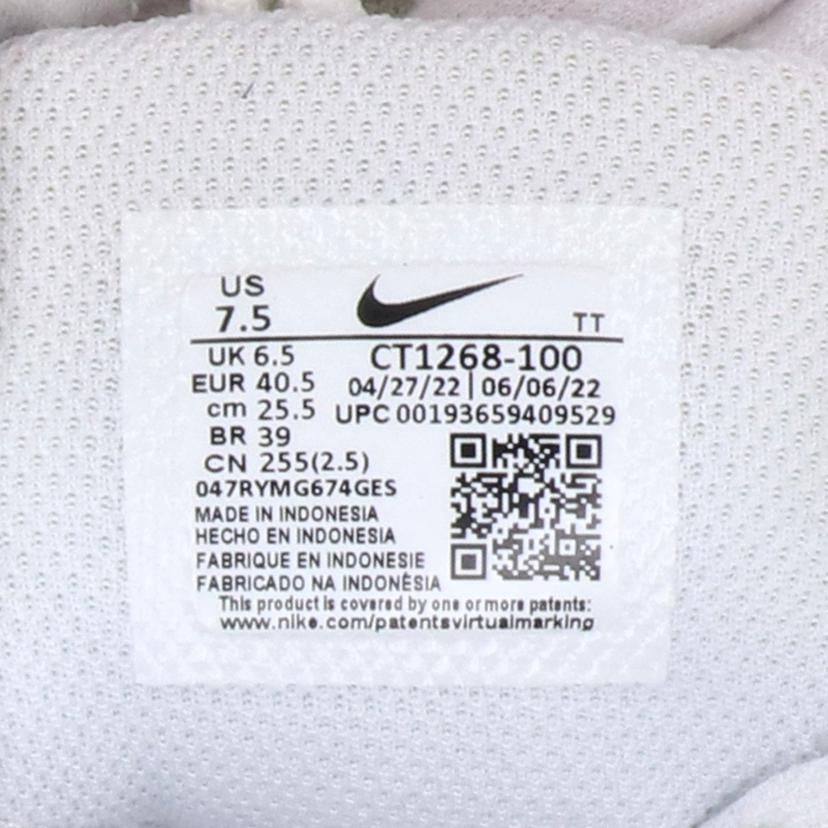 US
7.5
TT
UK 6.5
CT1268-100
EUR 40.5
04/27/22 | 06/06/22
cm 25.5
UPC 00193659409529
BR 39
CN 255(2.5)
047RYMG674GES
MADE IN INDONESIA
HECHO EN INDONESIA
FABRIQUE EN INDONESIE
FABRICADO NA INDONÊSIA
This product is covered by one or more patents:
www.nike.com/patentsvirtualmarking